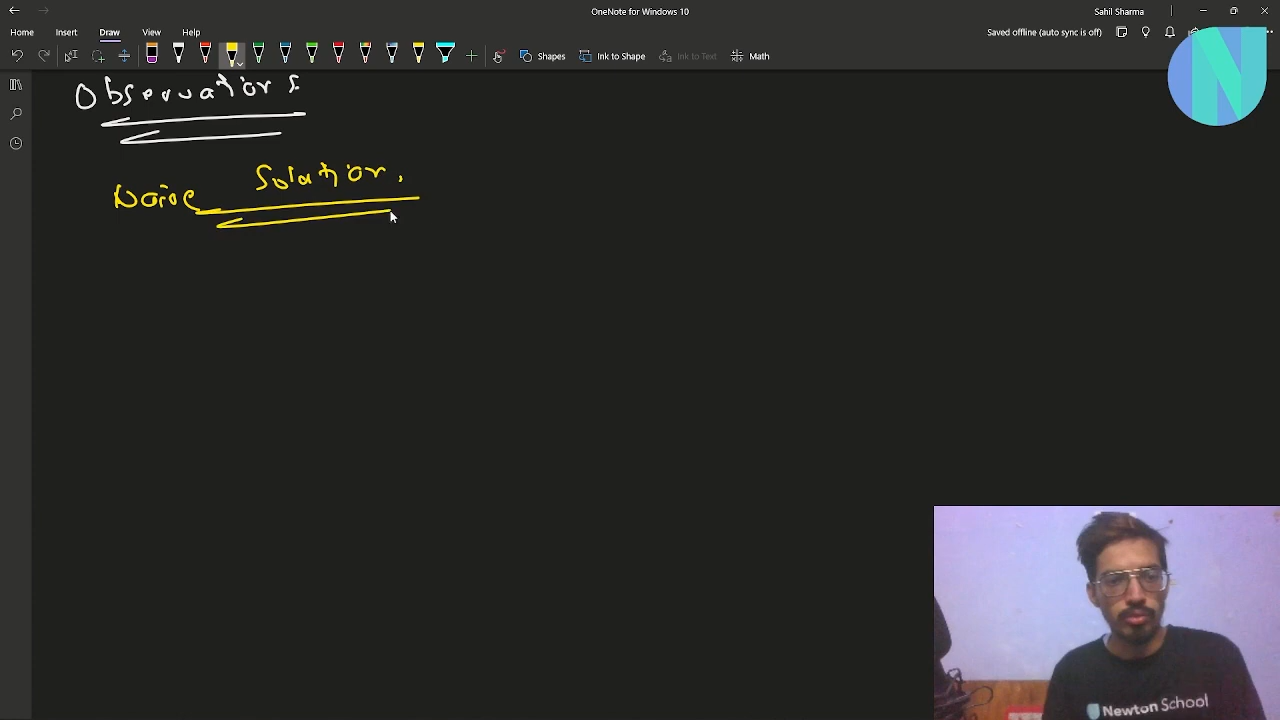 OneNote for Windows 10
Sahil Sharma
Home Insert Draw View Help
Saved offline (auto sync is off)
Shapes Ink to Shape Ink to Text Math
Observations
Naive Solution.
Newton School